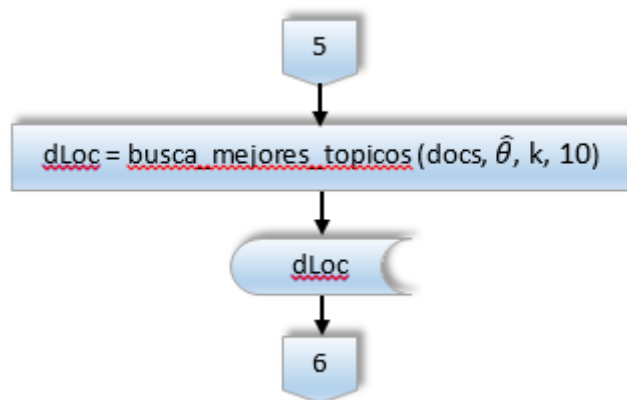 5
dLoc = busca_mejores_topicos (docs, θ̂, k, 10)
dLoc
6